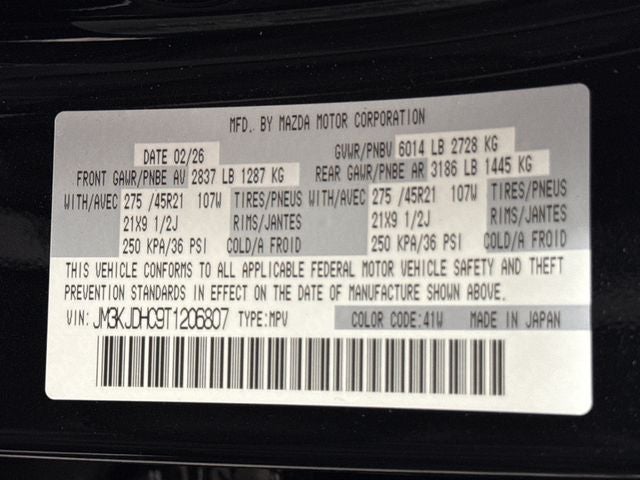 MFD. BY MAZDA MOTOR CORPORATION
DATE 02/26 GVWR/PNBV 6014 LB 2728 KG
FRONT GAWR/PNBE AV 2837 LB 1287 KG REAR GAWR/PNBE AR 3186 LB 1445 KG
WITH/AVEC 275 /45R21 107W TIRES/PNEUS WITH/AVEC 275 /45R21 107W TIRES/PNEUS
21X9 1/2J RIMS/JANTES 21X9 1/2J RIMS/JANTES
250 KPA/36 PSI COLD/A FROID 250 KPA/36 PSI COLD/A FROID
THIS VEHICLE CONFORMS TO ALL APPLICABLE FEDERAL MOTOR VEHICLE SAFETY AND THEFT
PREVENTION STANDARDS IN EFFECT ON THE DATE OF MANUFACTURE SHOWN ABOVE.
VIN: JM3KJDHC9T1206807 TYPE:MPV COLOR CODE:41W MADE IN JAPAN